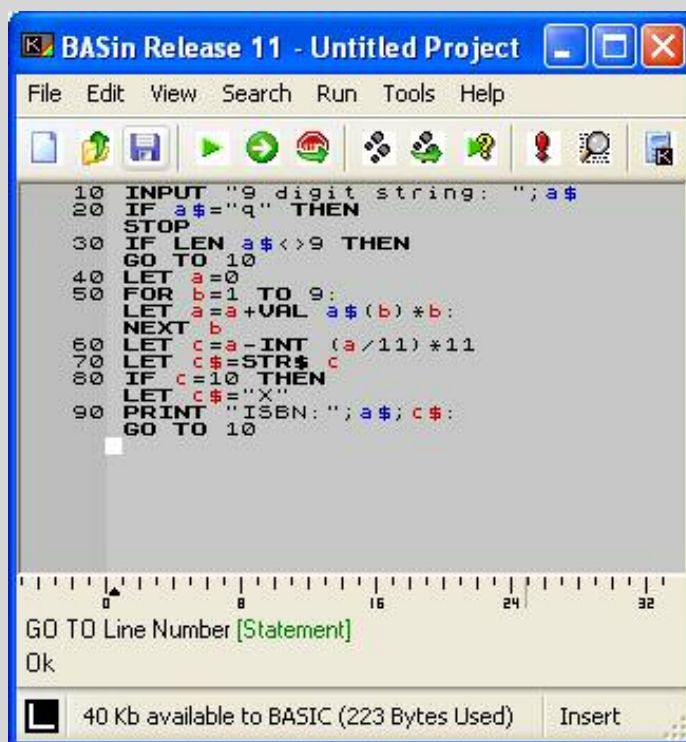 BASin Release 11 - Untitled Project
File Edit View Search Run Tools Help
10 INPUT "9 digit string: ";a$
20 IF a$="q" THEN
STOP
30 IF LEN a$<>9 THEN
GO TO 10
40 LET a=0
50 FOR b=1 TO 9:
LET a=a+VAL a$(b)*b:
NEXT b
60 LET c=a-INT (a/11)*11
70 LET c$=STR$ c
80 IF c=10 THEN
LET c$="X"
90 PRINT "ISBN:";a$;c$:
GO TO 10
0 8 16 24 32
GO TO Line Number [Statement]
Ok
L 40 Kb available to BASIC (223 Bytes Used) Insert